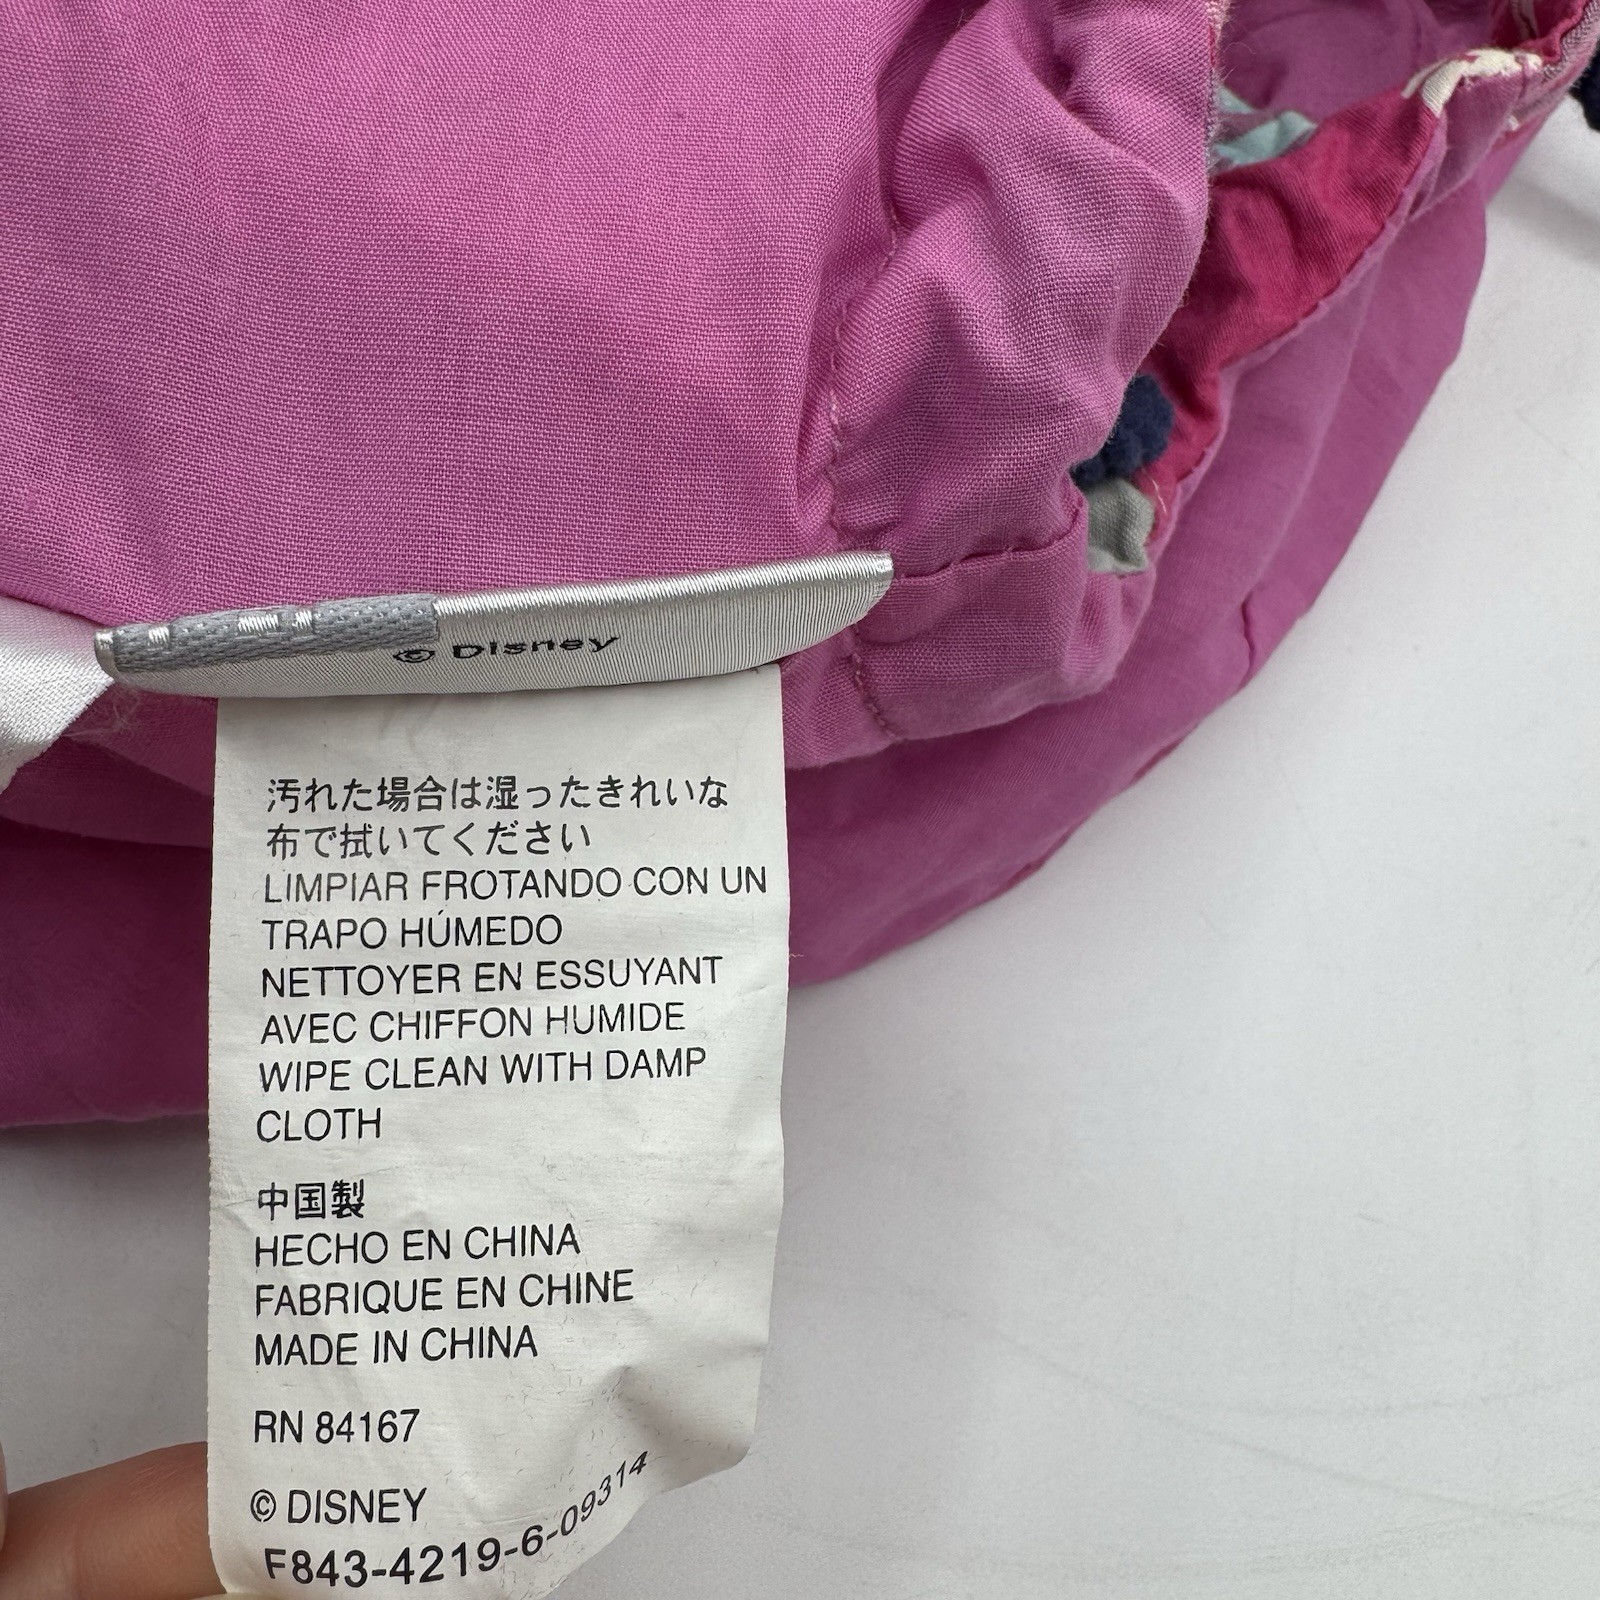 © Disney
汚れた場合は湿ったきれいな
布で拭いてください
LIMPIAR FROTANDO CON UN
TRAPO HÚMEDO
NETTOYER EN ESSUYANT
AVEC CHIFFON HUMIDE
WIPE CLEAN WITH DAMP
CLOTH
中国製
HECHO EN CHINA
FABRIQUE EN CHINE
MADE IN CHINA
RN 84167
© DISNEY
F843-4219-6-09314